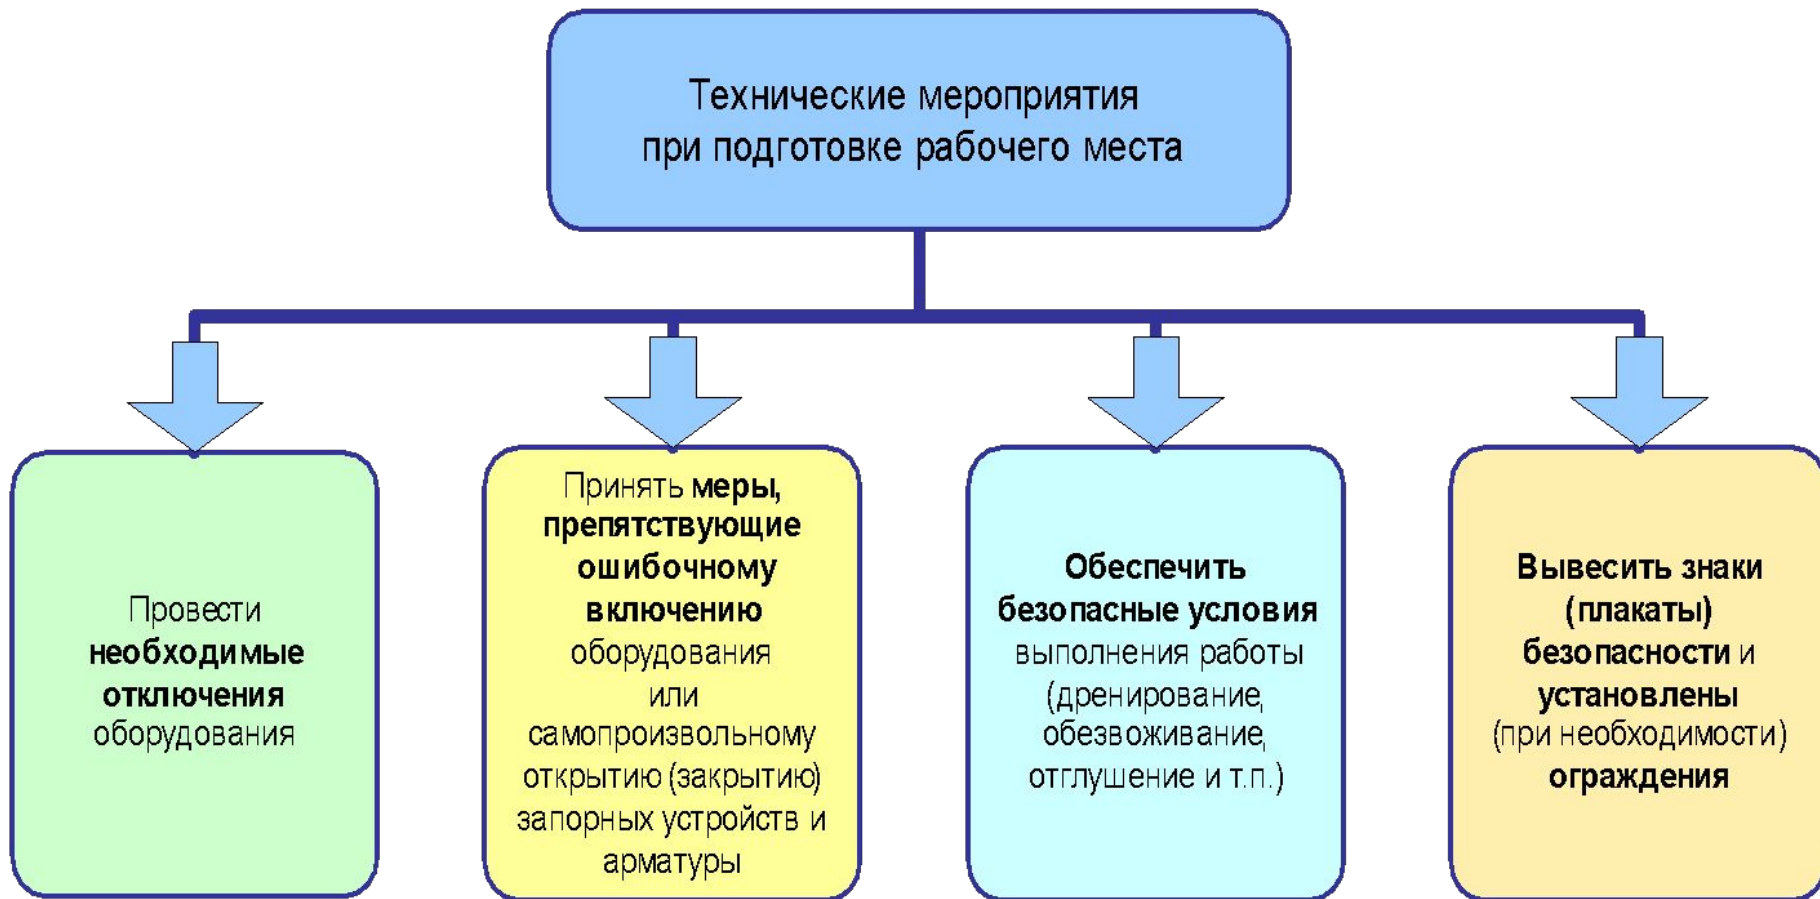 Технические мероприятия
при подготовке рабочего места
Провести
необходимые
отключения
оборудования
Принять меры,
препятствующие
ошибочному
включению
оборудования
или
самопроизвольному
открытию (закрытию)
запорных устройств и
арматуры
Обеспечить
безопасные условия
выполнения работы
(дренирование,
обезвоживание,
отглушение и т.п.)
Вывесить знаки
(плакаты)
безопасности и
установлены
(при необходимости)
ограждения